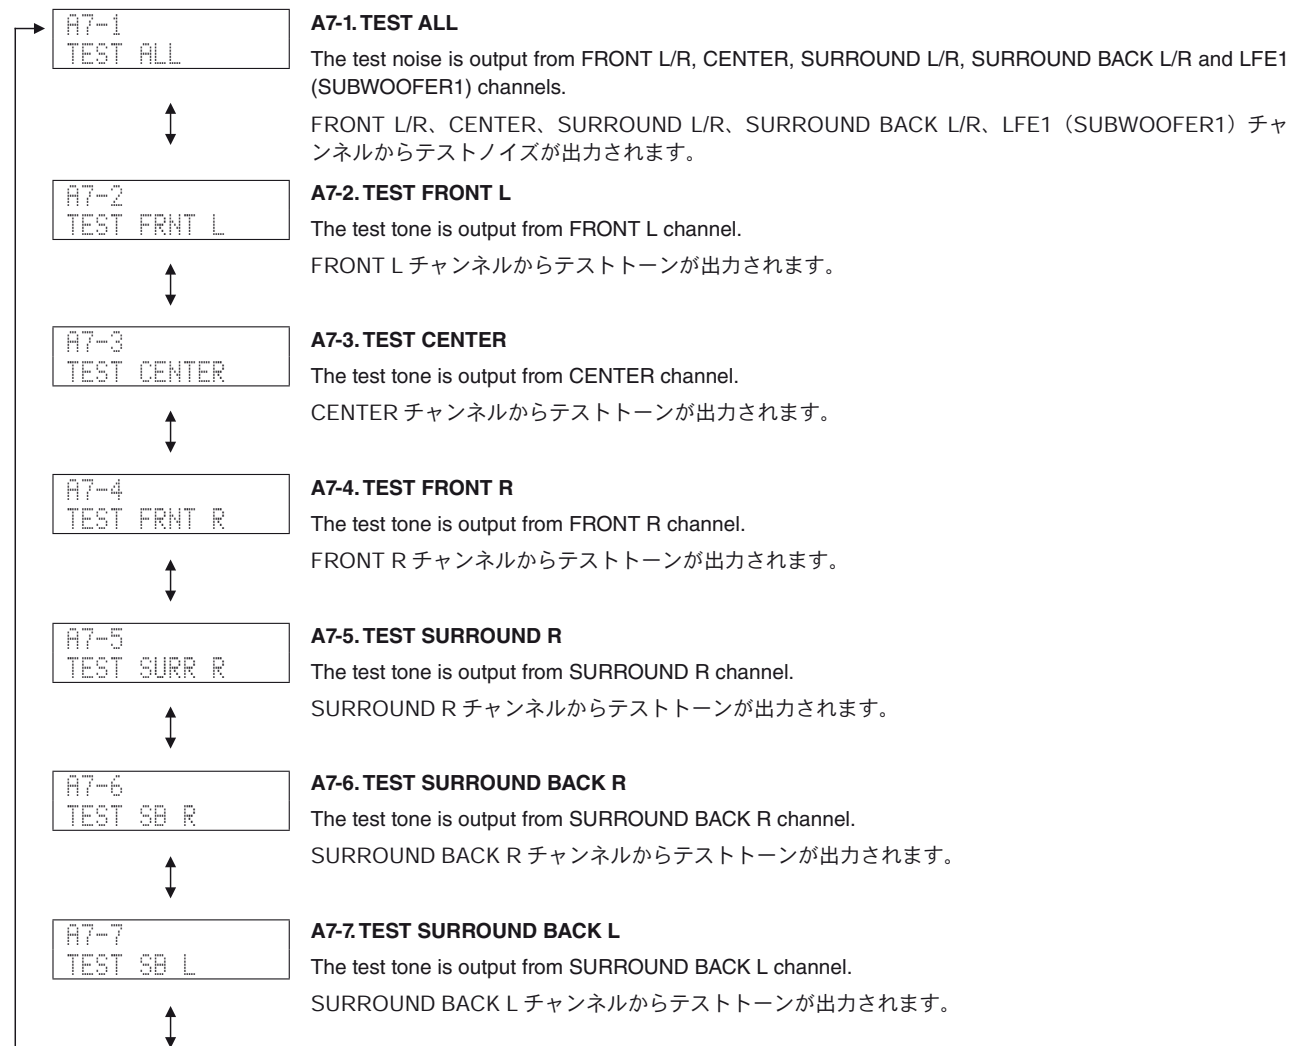 A7-1
TEST ALL
A7-1. TEST ALL
The test noise is output from FRONT L/R, CENTER, SURROUND L/R, SURROUND BACK L/R and LFE1
(SUBWOOFER1) channels.
FRONT L/R、CENTER、SURROUND L/R、SURROUND BACK L/R、LFE1（SUBWOOFER1）チャ
ンネルからテストノイズが出力されます。
A7-2
TEST FRNT L
A7-2. TEST FRONT L
The test tone is output from FRONT L channel.
FRONT L チャンネルからテストトーンが出力されます。
A7-3
TEST CENTER
A7-3. TEST CENTER
The test tone is output from CENTER channel.
CENTER チャンネルからテストトーンが出力されます。
A7-4
TEST FRNT R
A7-4. TEST FRONT R
The test tone is output from FRONT R channel.
FRONT R チャンネルからテストトーンが出力されます。
A7-5
TEST SURR R
A7-5. TEST SURROUND R
The test tone is output from SURROUND R channel.
SURROUND R チャンネルからテストトーンが出力されます。
A7-6
TEST SB R
A7-6. TEST SURROUND BACK R
The test tone is output from SURROUND BACK R channel.
SURROUND BACK R チャンネルからテストトーンが出力されます。
A7-7
TEST SB L
A7-7. TEST SURROUND BACK L
The test tone is output from SURROUND BACK L channel.
SURROUND BACK L チャンネルからテストトーンが出力されます。